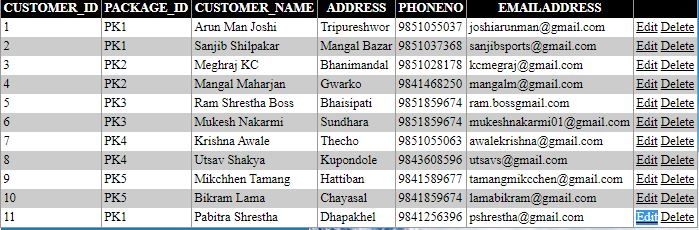 CUSTOMER_ID PACKAGE_ID CUSTOMER_NAME ADDRESS PHONENO EMAILADDRESS
1 PK1 Arun Man Joshi Tripureshwor 9851055037 joshiarunman@gmail.com Edit Delete
2 PK1 Sanjib Shilpakar Mangal Bazar 9851037368 sanjibsports@gmail.com Edit Delete
3 PK2 Meghraj KC Bhanimandal 9851028178 kcmegraj@gmail.com Edit Delete
4 PK2 Mangal Maharjan Gwarko 9841468250 mangalm@gmail.com Edit Delete
5 PK3 Ram Shrestha Boss Bhaisipati 9851859674 ram.bossgmail.com Edit Delete
6 PK3 Mukesh Nakarmi Sundhara 9851859674 mukeshnakarmi01@gmail.com Edit Delete
7 PK4 Krishna Awale Thecho 9851055063 awalekrishna@gmail.com Edit Delete
8 PK4 Utsav Shakya Kupondole 9843608596 utsavs@gmail.com Edit Delete
9 PK5 Mikchhen Tamang Hattiban 9841589677 tamangmikcchen@gmail.com Edit Delete
10 PK5 Bikram Lama Chayasal 9841859674 lamabikram@gmail.com Edit Delete
11 PK1 Pabitra Shrestha Dhapakhel 9841256396 pshrestha@gmail.com Edit Delete